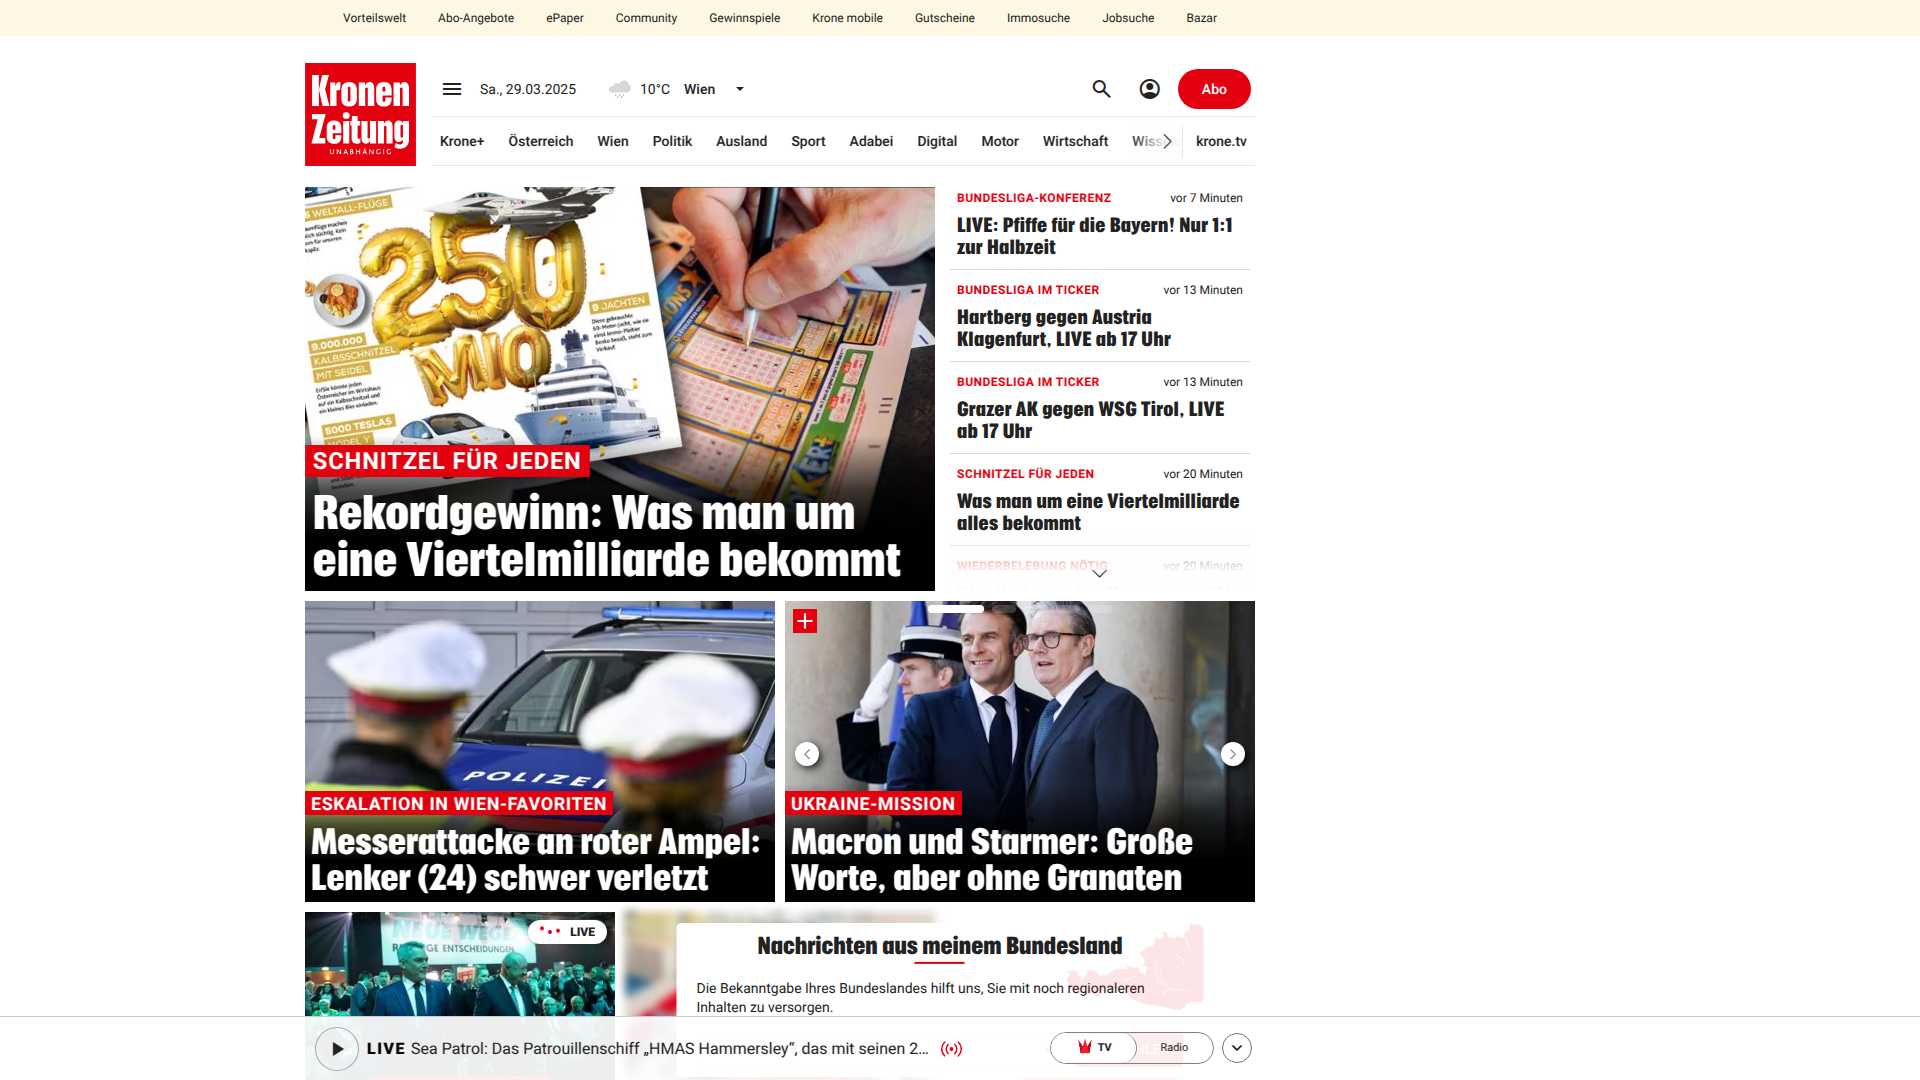 Vorteilswelt Abo-Angebote ePaper Community Gewinnspiele Krone mobile Gutscheine Immosuche Jobsuche Bazar
Kronen
Zeitung
UNABHÄNGIG
Sa., 29.03.2025 10°C Wien Abo
Krone+ Österreich Wien Politik Ausland Sport Adabei Digital Motor Wirtschaft Wiss krone.tv
WELTALL-FLÜGE
250
MIO
9 JACHTEN
9.000.000
KALBSSCHNITZEL
MIT SEIDEL
5000 TESLAS
MODEL Y
SCHNITZEL FÜR JEDEN
Rekordgewinn: Was man um
eine Viertelmilliarde bekommt
BUNDESLIGA-KONFERENZ vor 7 Minuten
LIVE: Pfiffe für die Bayern! Nur 1:1
zur Halbzeit
BUNDESLIGA IM TICKER vor 13 Minuten
Hartberg gegen Austria
Klagenfurt, LIVE ab 17 Uhr
BUNDESLIGA IM TICKER vor 13 Minuten
Grazer AK gegen WSG Tirol, LIVE
ab 17 Uhr
SCHNITZEL FÜR JEDEN vor 20 Minuten
Was man um eine Viertelmilliarde
alles bekommt
WIEDERBELEBUNG NÖTIG vor 20 Minuten
POLIZEI
ESKALATION IN WIEN-FAVORITEN
Messerattacke an roter Ampel:
Lenker (24) schwer verletzt
UKRAINE-MISSION
Macron und Starmer: Große
Worte, aber ohne Granaten
NEUE WEGE
ENTSCHEIDUNGEN
LIVE
Nachrichten aus meinem Bundesland
Die Bekanntgabe Ihres Bundeslandes hilft uns, Sie mit noch regionaleren
Inhalten zu versorgen.
LIVE Sea Patrol: Das Patrouillenschiff „HMAS Hammersley“, das mit seinen 2... TV Radio